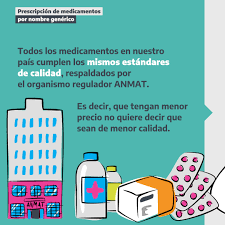 Prescripción de medicamentos
por nombre genérico
Todos los medicamentos en nuestro
país cumplen los mismos estándares
de calidad, respaldados por
el organismo regulador ANMAT.
Es decir, que tengan menor
precio no quiere decir que
sean de menor calidad.
ANMAT